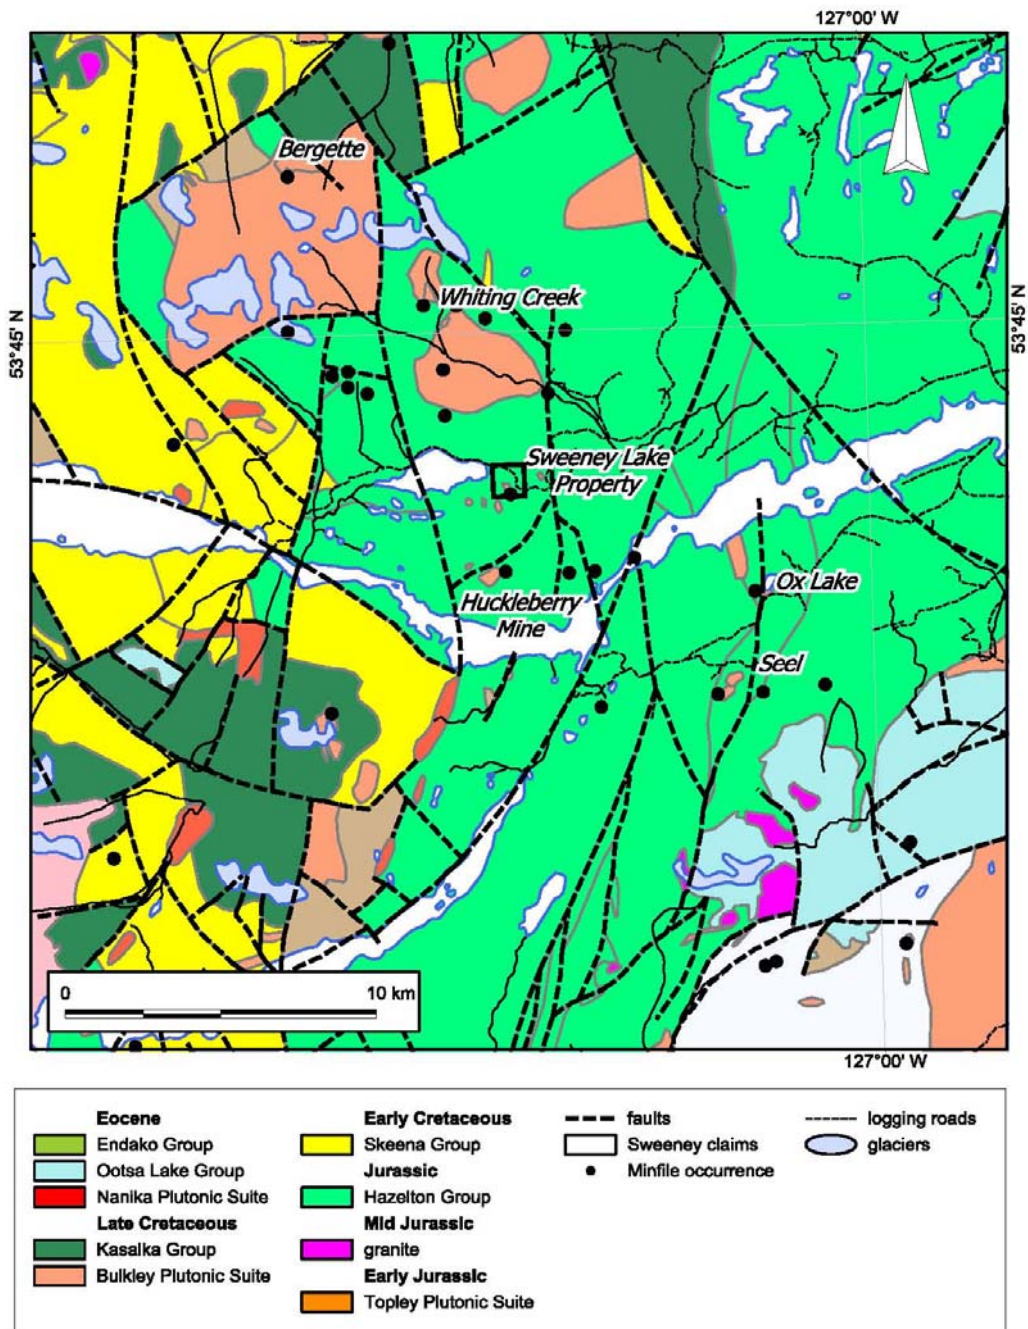 127°00' W
Bergette
Whiting Creek
53°45' N
53°45' N
Sweeney Lake
Property
Ox Lake
Huckleberry
Mine
Seel
0 10 km
127°00' W
Eocene
Endako Group
Ootsa Lake Group
Nanika Plutonic Suite
Late Cretaceous
Kasalka Group
Bulkley Plutonic Suite
Early Cretaceous
Skeena Group
Jurassic
Hazelton Group
Mid Jurassic
granite
Early Jurassic
Topley Plutonic Suite
faults
Sweeney claims
Minfile occurrence
logging roads
glaciers